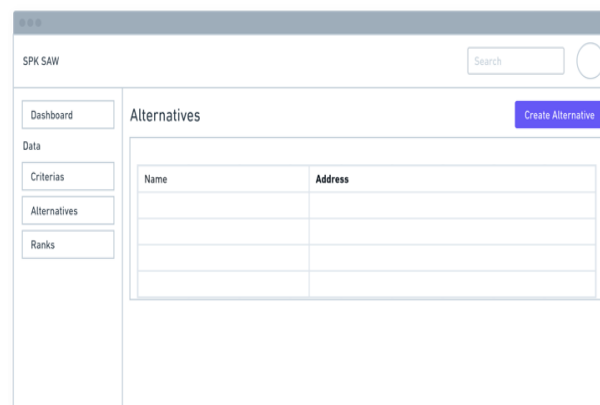 SPK SAW
Search
Dashboard
Data
Criterias
Alternatives
Ranks
Alternatives
Create Alternative
Name
Address